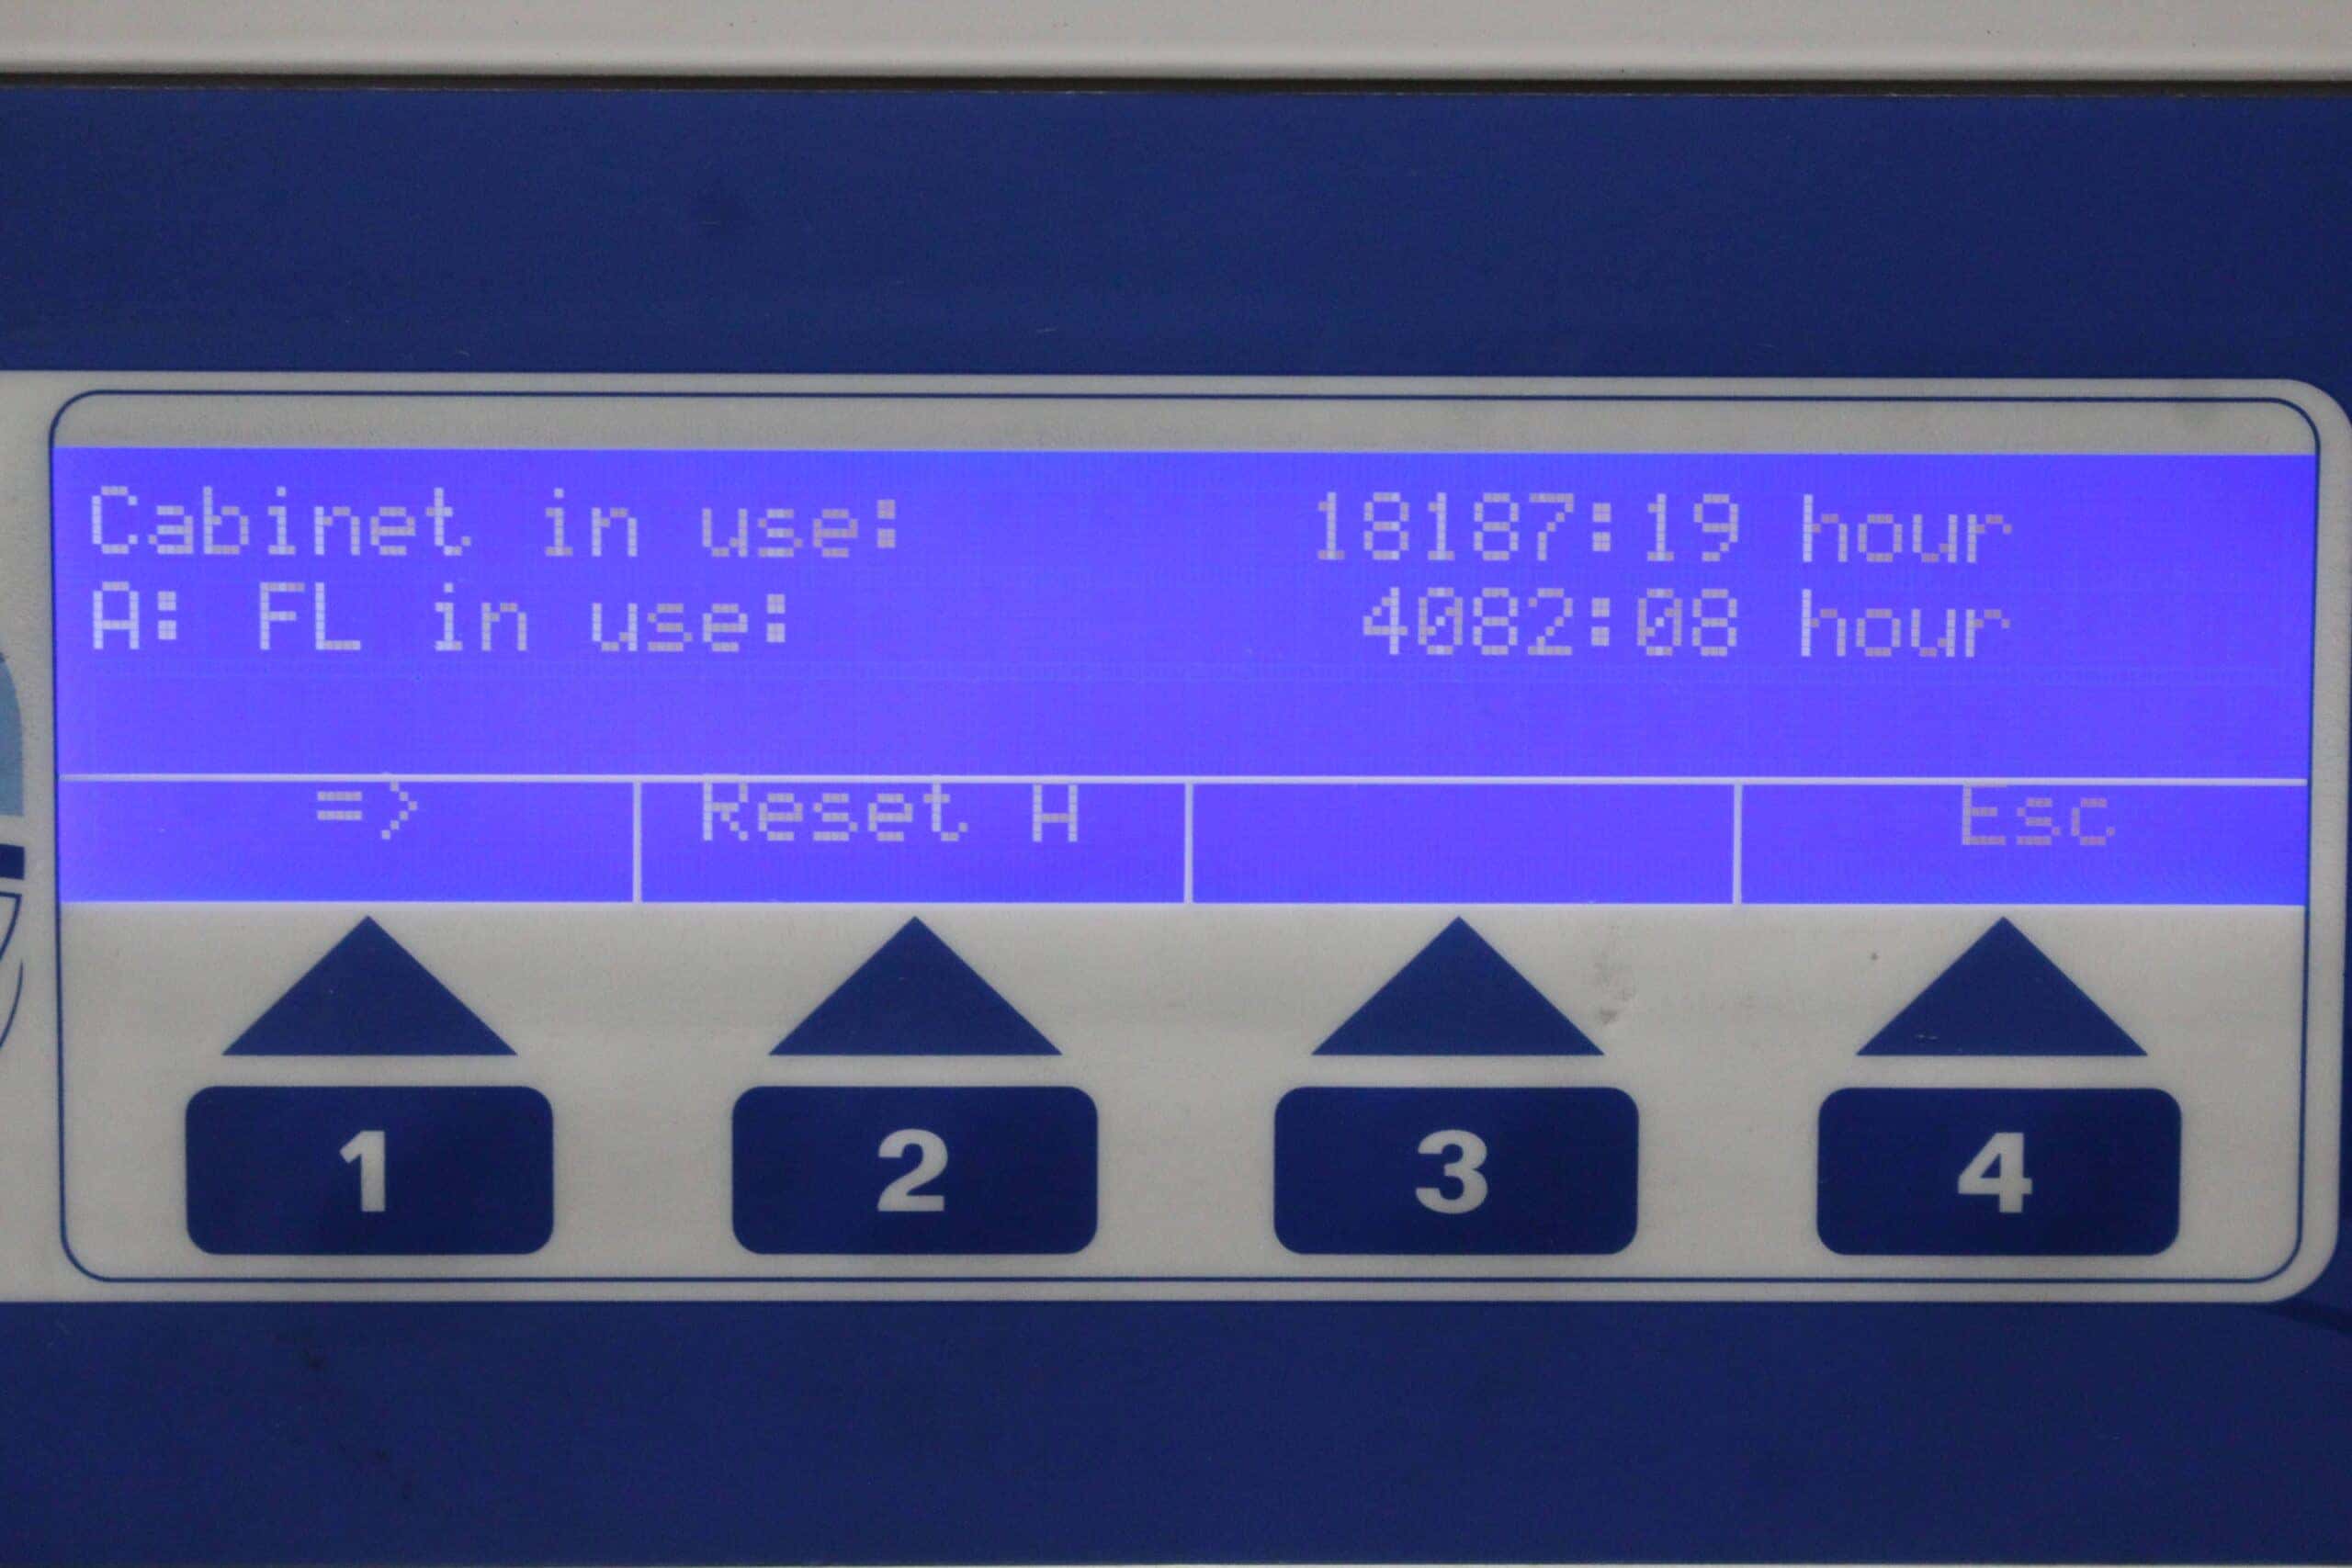 Cabinet in use: 18187:19 hour
A: FL in use: 4082:08 hour
=> Reset A Esc
1 2 3 4